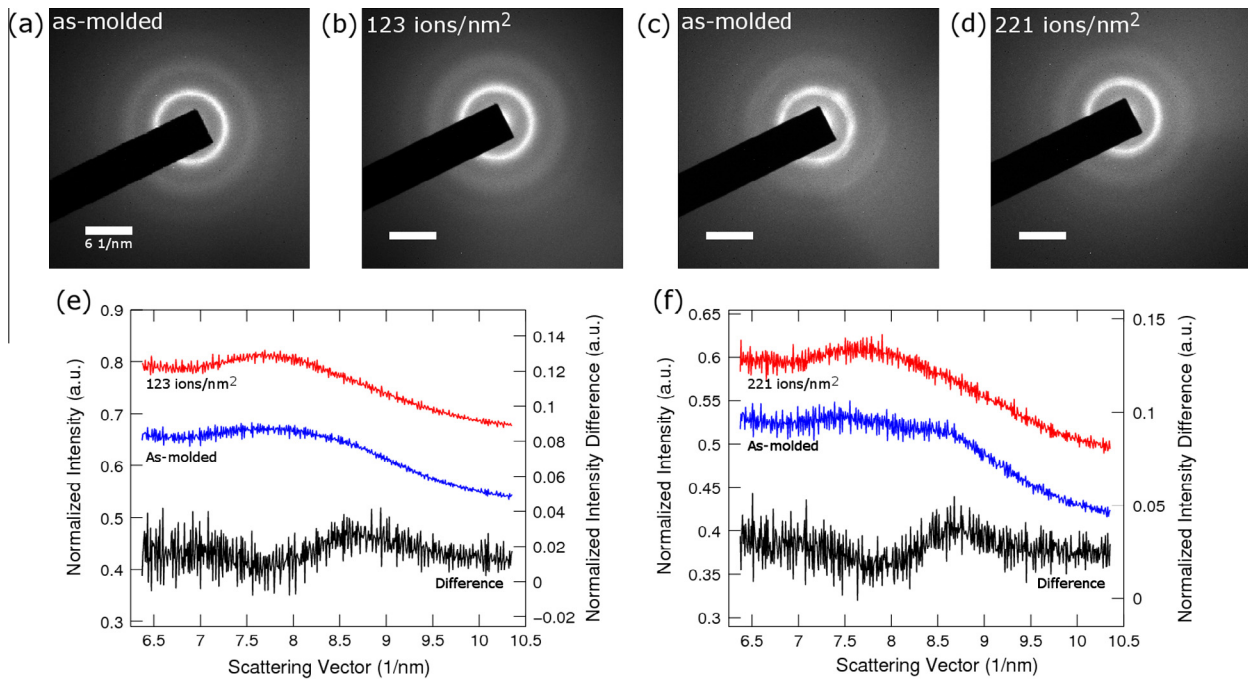 (a) as-molded
(b) 123 ions/nm²
(c) as-molded
(d) 221 ions/nm²
6 1/nm
(e)
Normalized Intensity (a.u.)
0.9
0.8
0.7
0.6
0.5
0.4
0.3
123 ions/nm²
As-molded
Difference
0.14
0.12
0.10
0.08
0.06
0.04
0.02
0
−0.02
Normalized Intensity Difference (a.u.)
6.5 7 7.5 8 8.5 9 9.5 10 10.5
Scattering Vector (1/nm)
(f)
Normalized Intensity (a.u.)
0.65
0.6
0.55
0.5
0.45
0.4
0.35
0.3
221 ions/nm²
As-molded
Difference
0.15
0.10
0.05
0
Normalized Intensity Difference (a.u.)
6.5 7 7.5 8 8.5 9 9.5 10 10.5
Scattering Vector (1/nm)